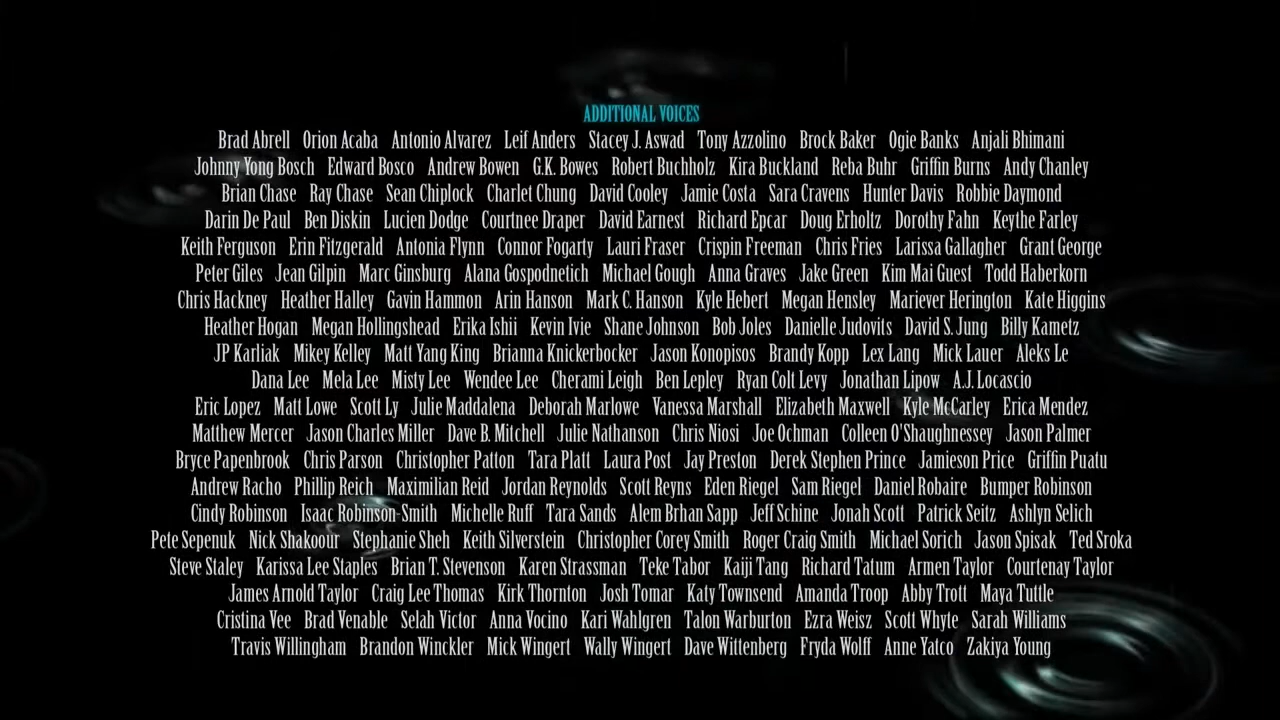 ADDITIONAL VOICES
Brad Abrell Orion Acaba Antonio Alvarez Leif Anders Stacey J. Aswad Tony Azzolino Brock Baker Ogie Banks Anjali Bhimani
Johnny Yong Bosch Edward Bosco Andrew Bowen G.K. Bowes Robert Buchholz Kira Buckland Reba Buhr Griffin Burns Andy Chanley
Brian Chase Ray Chase Sean Chiplock Charlet Chung David Cooley Jamie Costa Sara Cravens Hunter Davis Robbie Daymond
Darin De Paul Ben Diskin Lucien Dodge Courtnee Draper David Earnest Richard Epcar Doug Erholtz Dorothy Fahn Keythe Farley
Keith Ferguson Erin Fitzgerald Antonia Flynn Connor Fogarty Lauri Fraser Crispin Freeman Chris Fries Larissa Gallagher Grant George
Peter Giles Jean Gilpin Marc Ginsburg Alana Gospodnetich Michael Gough Anna Graves Jake Green Kim Mai Guest Todd Haberkorn
Chris Hackney Heather Halley Gavin Hammon Arin Hanson Mark C. Hanson Kyle Hebert Megan Hensley Mariever Herington Kate Higgins
Heather Hogan Megan Hollingshead Erika Ishii Kevin Ivie Shane Johnson Bob Joles Danielle Judovits David S. Jung Billy Kametz
JP Karliak Mikey Kelley Matt Yang King Brianna Knickerbocker Jason Konopisos Brandy Kopp Lex Lang Mick Lauer Aleks Le
Dana Lee Mela Lee Misty Lee Wendee Lee Cherami Leigh Ben Lepley Ryan Colt Levy Jonathan Lipow A.J. Locascio
Eric Lopez Matt Lowe Scott Ly Julie Maddalena Deborah Marlowe Vanessa Marshall Elizabeth Maxwell Kyle McCarley Erica Mendez
Matthew Mercer Jason Charles Miller Dave B. Mitchell Julie Nathanson Chris Niosi Joe Ochman Colleen O'Shaughnessey Jason Palmer
Bryce Papenbrook Chris Parson Christopher Patton Tara Platt Laura Post Jay Preston Derek Stephen Prince Jamieson Price Griffin Puatu
Andrew Racho Phillip Reich Maximilian Reid Jordan Reynolds Scott Reyns Eden Riegel Sam Riegel Daniel Robaire Bumper Robinson
Cindy Robinson Isaac Robinson-Smith Michelle Ruff Tara Sands Alem Brhan Sapp Jeff Schine Jonah Scott Patrick Seitz Ashlyn Selich
Pete Sepenuk Nick Shakoour Stephanie Sheh Keith Silverstein Christopher Corey Smith Roger Craig Smith Michael Sorich Jason Spisak Ted Sroka
Steve Staley Karissa Lee Staples Brian T. Stevenson Karen Strassman Teke Tabor Kaiji Tang Richard Tatum Armen Taylor Courtenay Taylor
James Arnold Taylor Craig Lee Thomas Kirk Thornton Josh Tomar Katy Townsend Amanda Troop Abby Trott Maya Tuttle
Cristina Vee Brad Venable Selah Victor Anna Vocino Kari Wahlgren Talon Warburton Ezra Weisz Scott Whyte Sarah Williams
Travis Willingham Brandon Winckler Mick Wingert Wally Wingert Dave Wittenberg Fryda Wolff Anne Yatco Zakiya Young